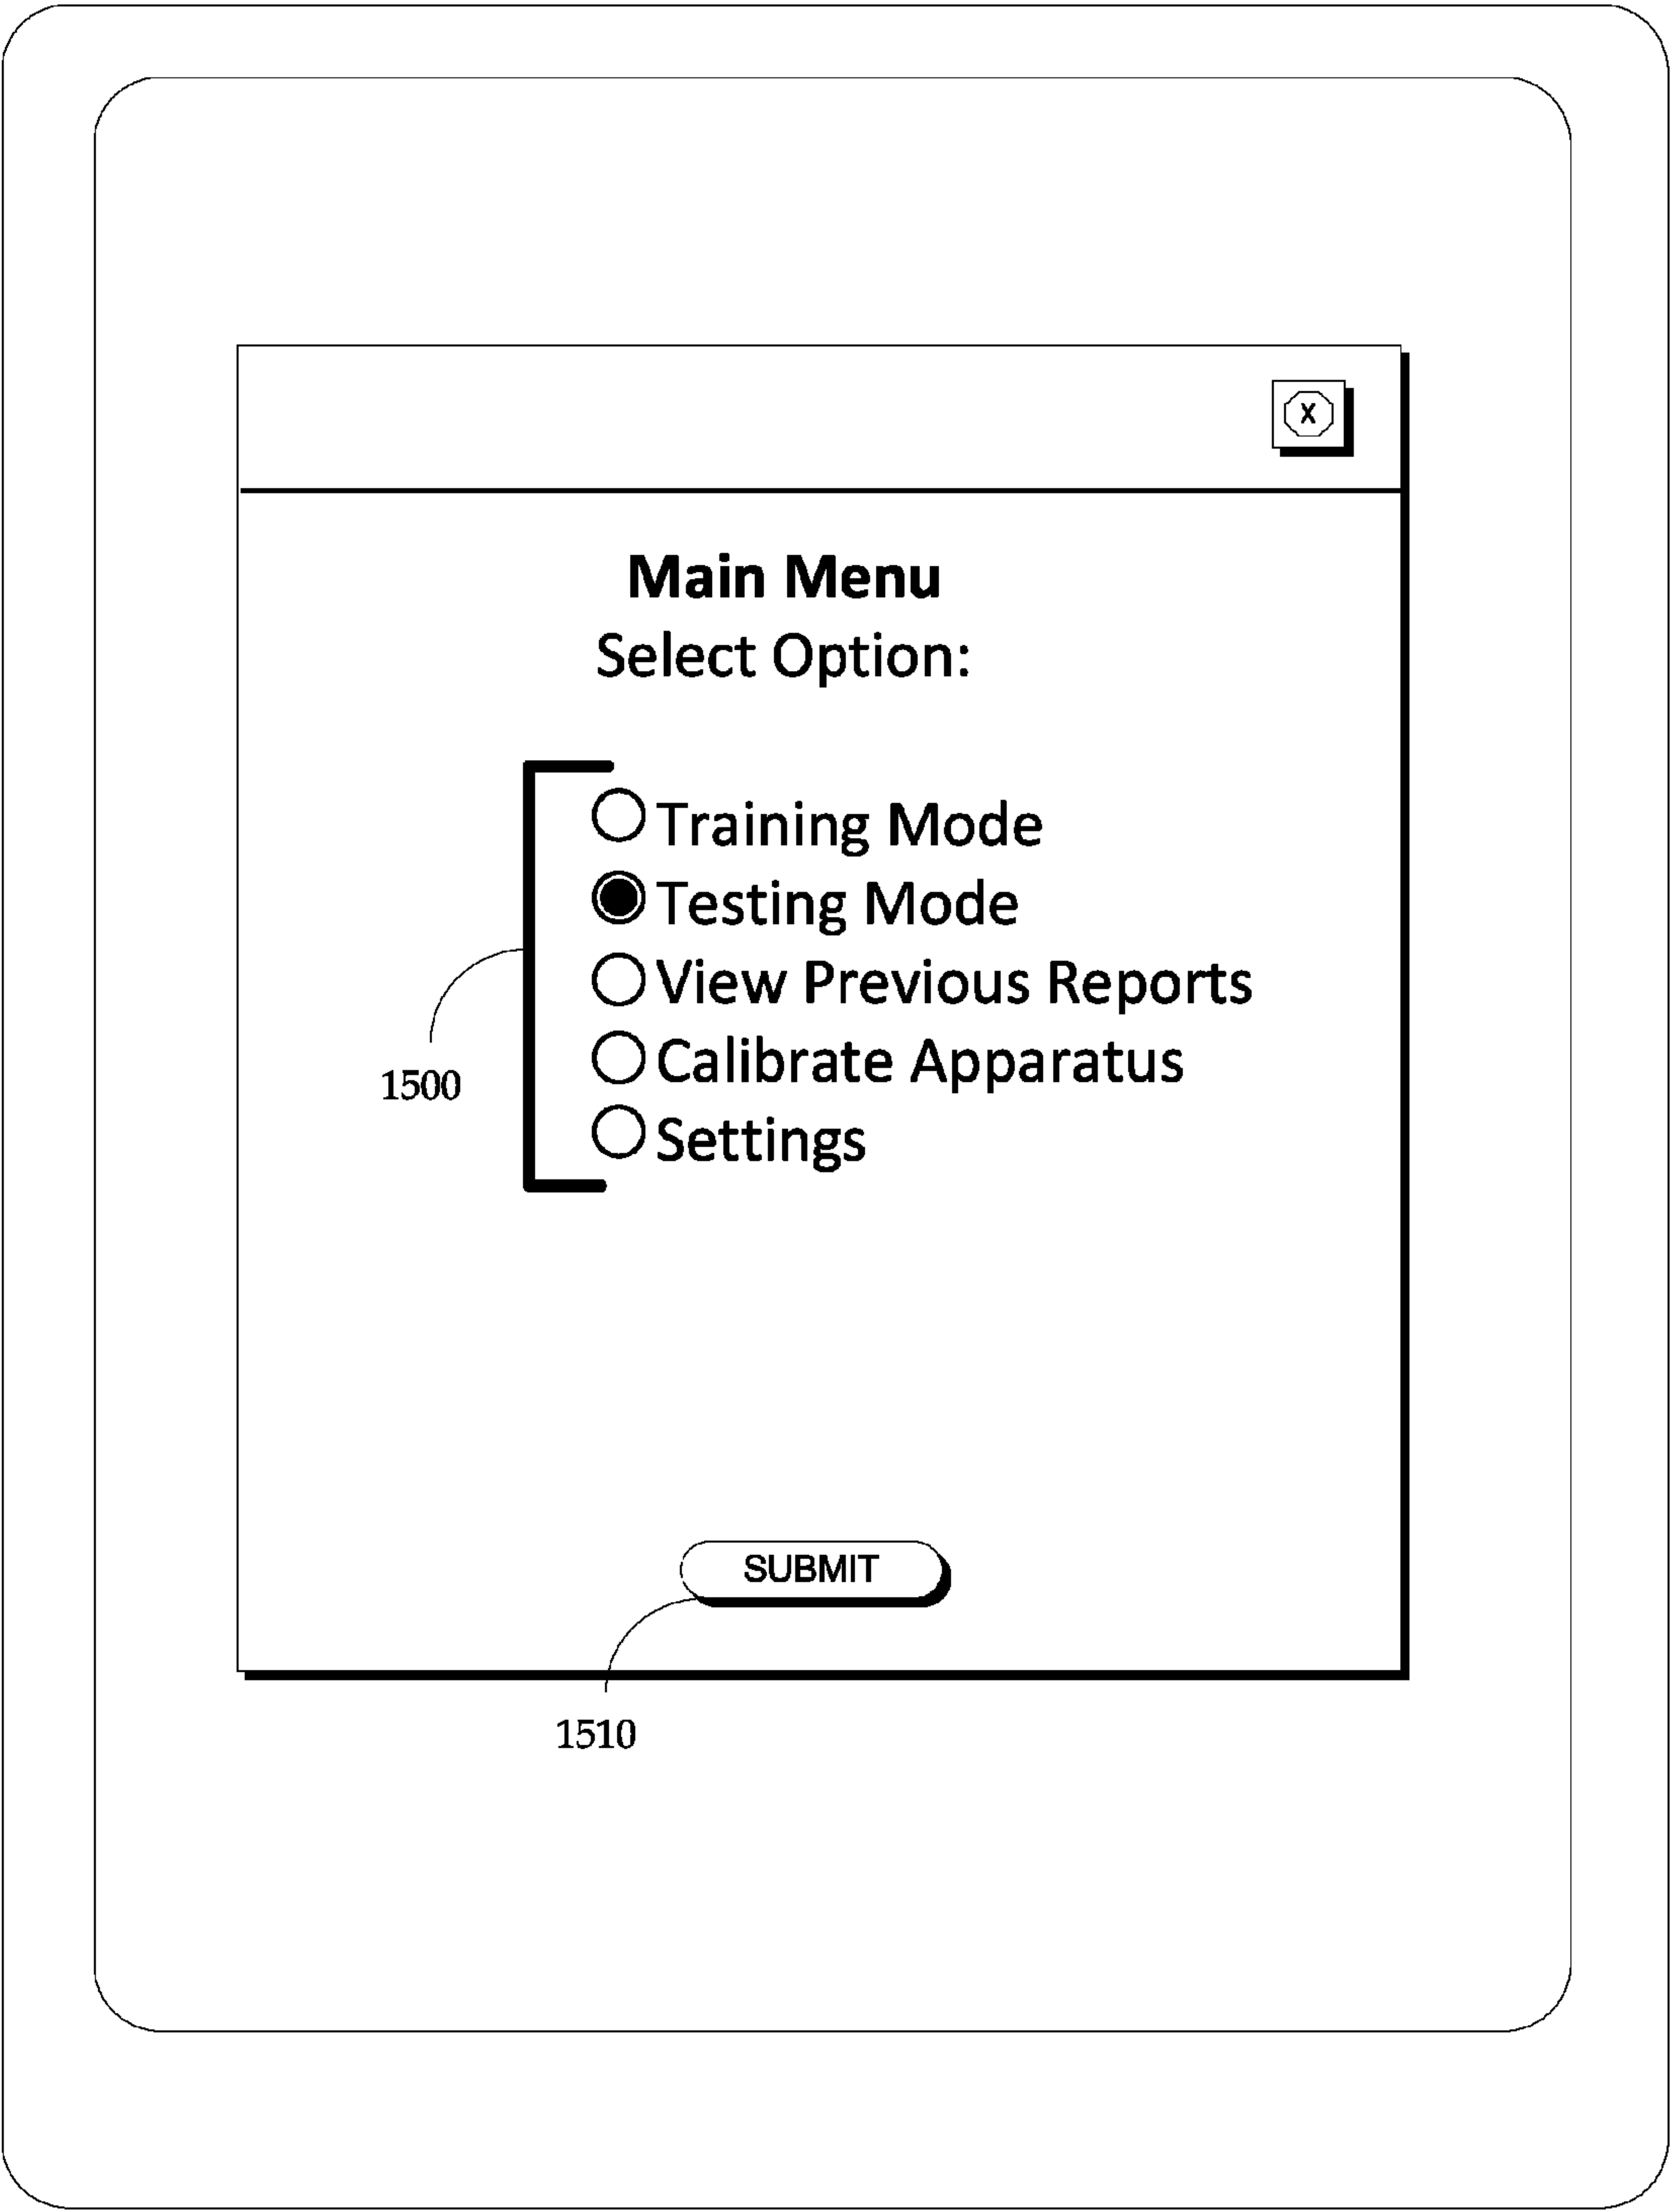 X
Main Menu
Select Option:
Training Mode
Testing Mode
View Previous Reports
Calibrate Apparatus
Settings
1500
SUBMIT
1510